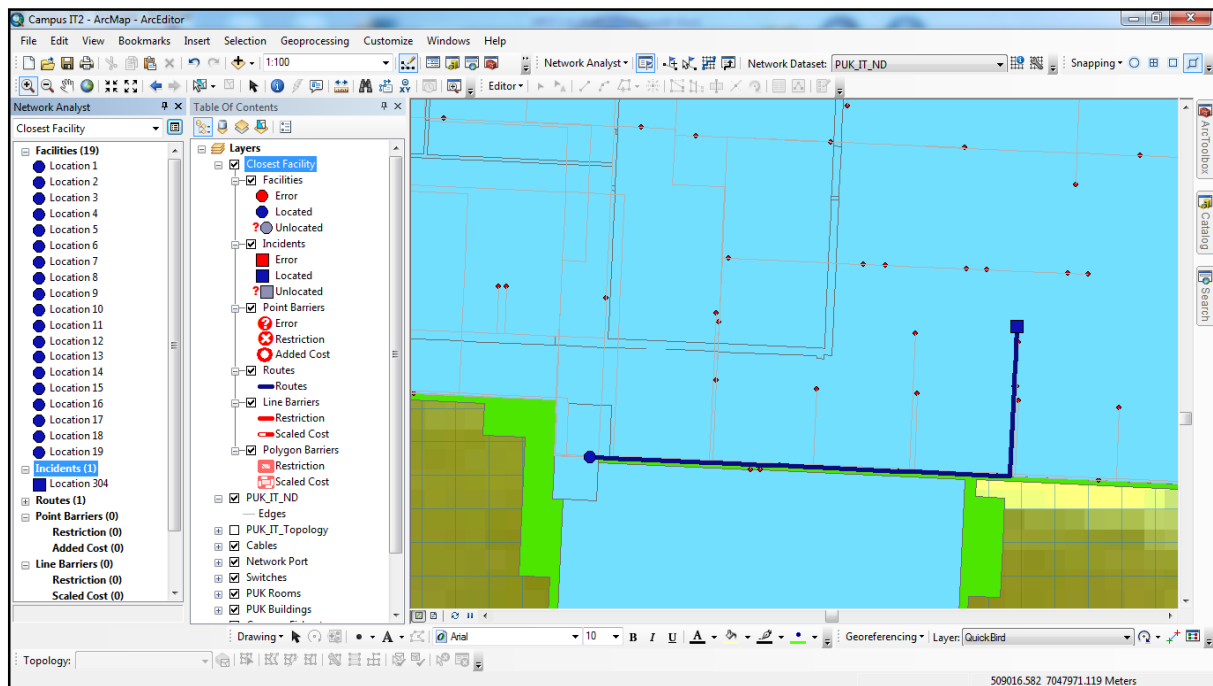 Campus IT2 - ArcMap - ArcEditor
File Edit View Bookmarks Insert Selection Geoprocessing Customize Windows Help
1:100 Network Analyst Network Dataset: PUK_IT_ND Snapping
Editor
Network Analyst
Closest Facility
Facilities (19)
Location 1
Location 2
Location 3
Location 4
Location 5
Location 6
Location 7
Location 8
Location 9
Location 10
Location 11
Location 12
Location 13
Location 14
Location 15
Location 16
Location 17
Location 18
Location 19
Incidents (1)
Location 304
Routes (1)
Point Barriers (0)
Restriction (0)
Added Cost (0)
Line Barriers (0)
Restriction (0)
Scaled Cost (0)
Table Of Contents
Layers
Closest Facility
Facilities
Error
Located
Unlocated
Incidents
Error
Located
Unlocated
Point Barriers
Error
Restriction
Added Cost
Routes
Routes
Line Barriers
Restriction
Scaled Cost
Polygon Barriers
Restriction
Scaled Cost
PUK_IT_ND
Edges
PUK_IT_Topology
Cables
Network Port
Switches
PUK Rooms
PUK Buildings
ArcToolbox
Catalog
Search
Drawing A Arial 10 B I U A Georeferencing Layer: QuickBird
Topology:
509016.582 7047971.119 Meters